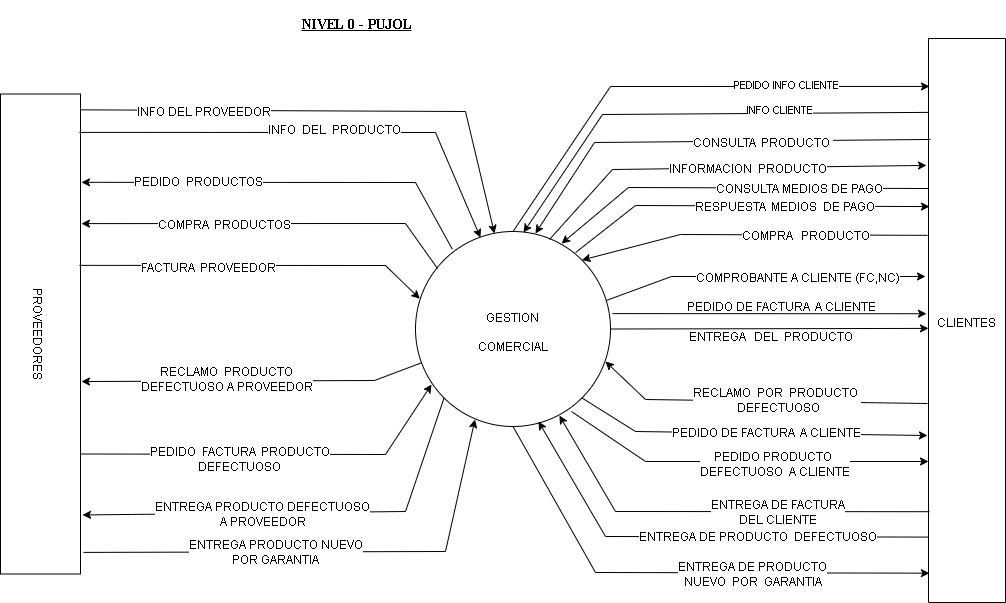 NIVEL 0 - PUJOL
PROVEEDORES
INFO DEL PROVEEDOR
INFO DEL PRODUCTO
PEDIDO PRODUCTOS
COMPRA PRODUCTOS
FACTURA PROVEEDOR
RECLAMO PRODUCTO
DEFECTUOSO A PROVEEDOR
PEDIDO FACTURA PRODUCTO
DEFECTUOSO
ENTREGA PRODUCTO DEFECTUOSO
A PROVEEDOR
ENTREGA PRODUCTO NUEVO
POR GARANTIA
GESTION
COMERCIAL
PEDIDO INFO CLIENTE
INFO CLIENTE
CONSULTA PRODUCTO
INFORMACION PRODUCTO
CONSULTA MEDIOS DE PAGO
RESPUESTA MEDIOS DE PAGO
COMPRA PRODUCTO
COMPROBANTE A CLIENTE (FC,NC)
PEDIDO DE FACTURA A CLIENTE
ENTREGA DEL PRODUCTO
RECLAMO POR PRODUCTO
DEFECTUOSO
PEDIDO DE FACTURA A CLIENTE
PEDIDO PRODUCTO
DEFECTUOSO A CLIENTE
ENTREGA DE FACTURA
DEL CLIENTE
ENTREGA DE PRODUCTO DEFECTUOSO
ENTREGA DE PRODUCTO
NUEVO POR GARANTIA
CLIENTES